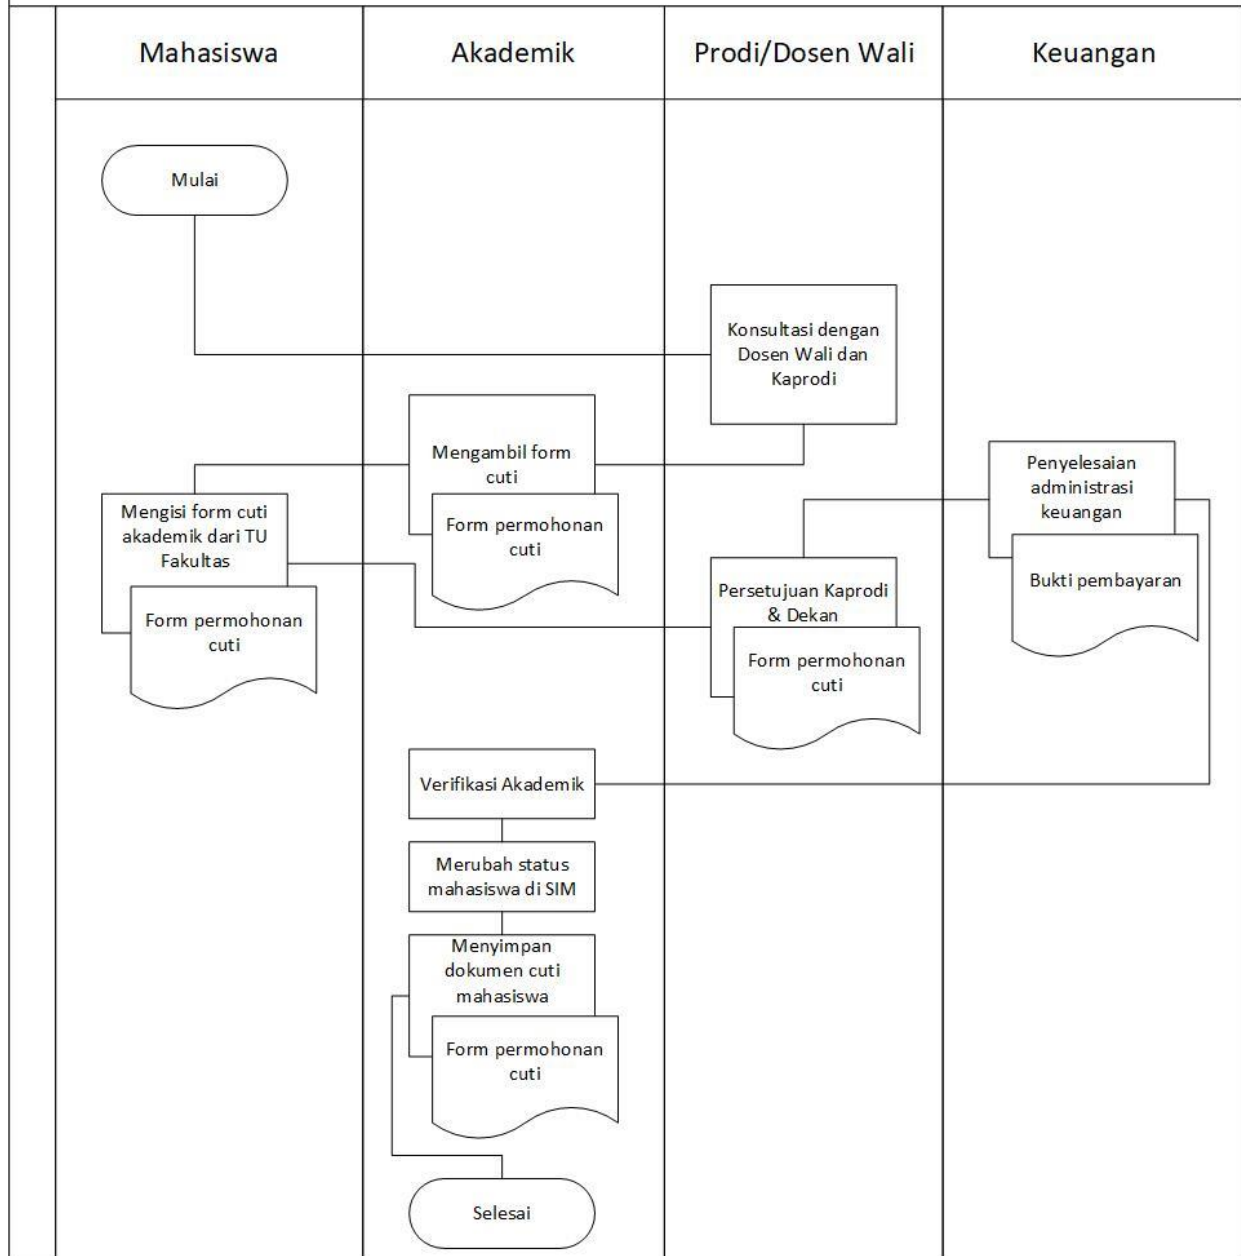 Mahasiswa
Akademik
Prodi/Dosen Wali
Keuangan
Mulai
Konsultasi dengan
Dosen Wali dan
Kaprodi
Mengambil form
cuti
Form permohonan
cuti
Mengisi form cuti
akademik dari TU
Fakultas
Form permohonan
cuti
Persetujuan Kaprodi
& Dekan
Form permohonan
cuti
Penyelesaian
administrasi
keuangan
Bukti pembayaran
Verifikasi Akademik
Merubah status
mahasiswa di SIM
Menyimpan
dokumen cuti
mahasiswa
Form permohonan
cuti
Selesai